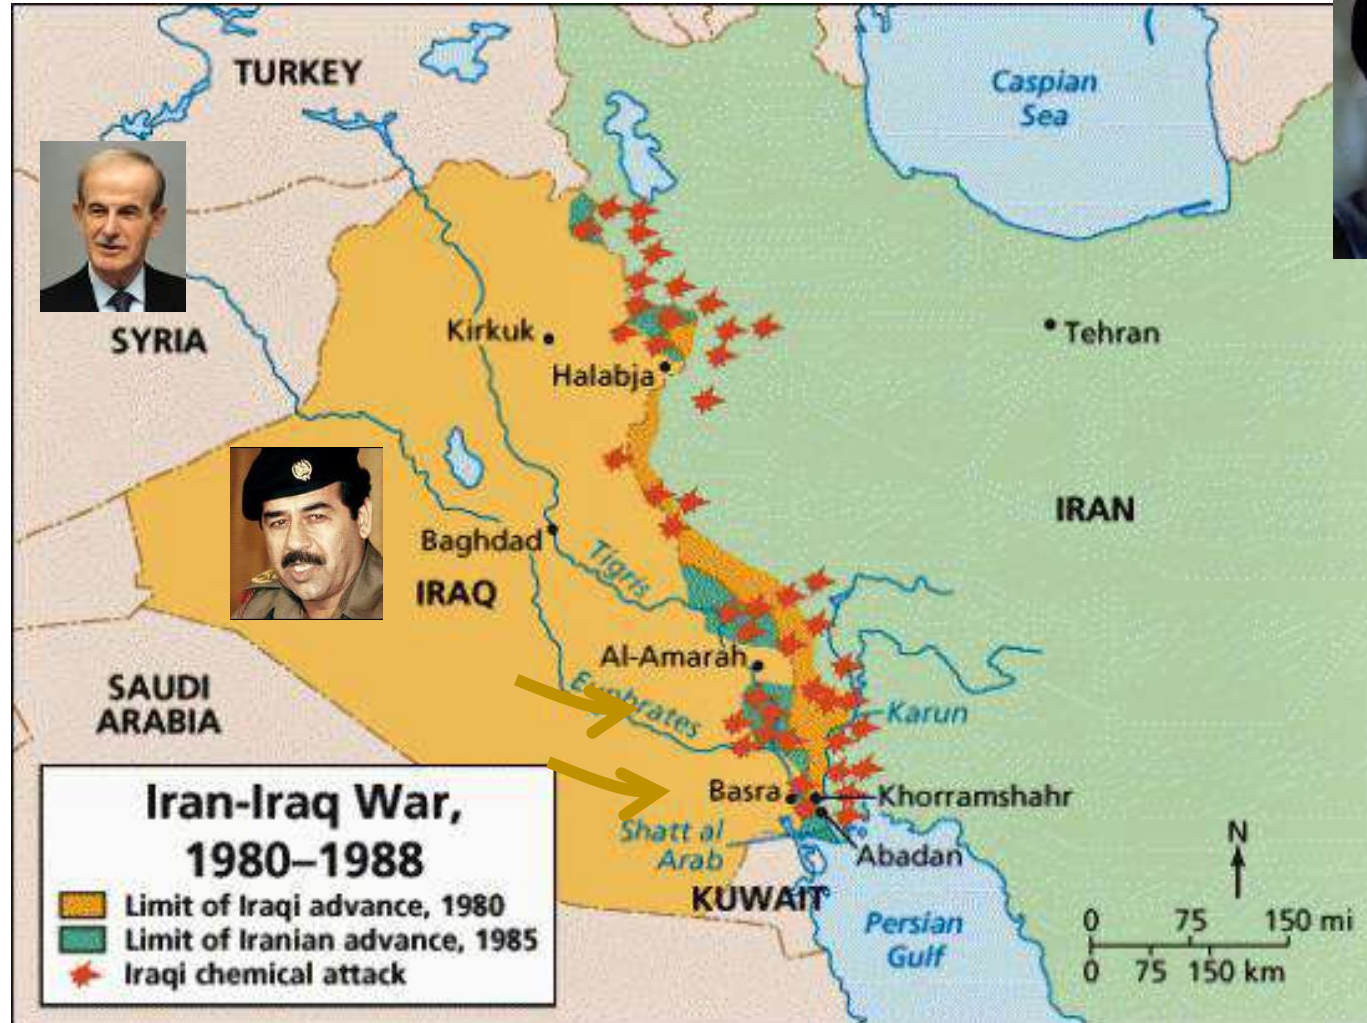 TURKEY
Caspian
Sea
SYRIA
Kirkuk
Tehran
Halabja
IRAN
Baghdad
Tigris
IRAQ
Al-Amarah
SAUDI
ARABIA
Euphrates
Karun
Basra
Khorramshahr
Shatt al
Arab
Abadan
KUWAIT
Persian
Gulf
Iran-Iraq War,
1980–1988
Limit of Iraqi advance, 1980
Limit of Iranian advance, 1985
Iraqi chemical attack
N
0 75 150 mi
0 75 150 km